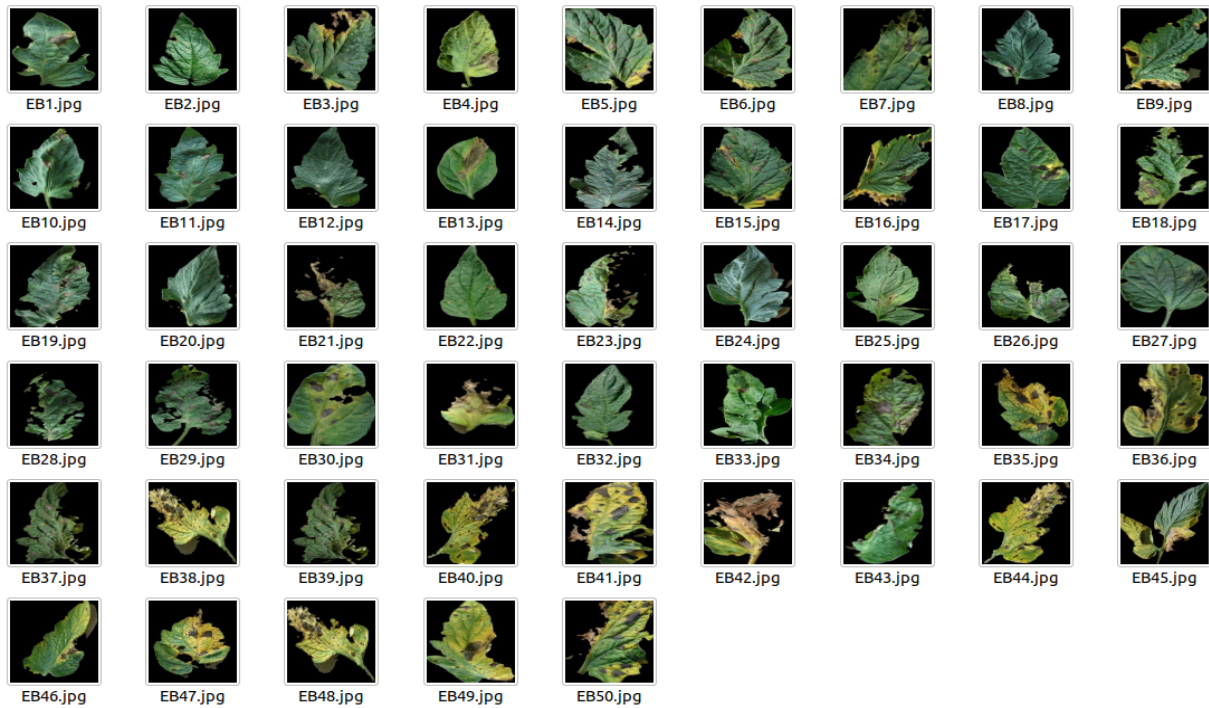 EB1.jpg EB2.jpg EB3.jpg EB4.jpg EB5.jpg EB6.jpg EB7.jpg EB8.jpg EB9.jpg
EB10.jpg EB11.jpg EB12.jpg EB13.jpg EB14.jpg EB15.jpg EB16.jpg EB17.jpg EB18.jpg
EB19.jpg EB20.jpg EB21.jpg EB22.jpg EB23.jpg EB24.jpg EB25.jpg EB26.jpg EB27.jpg
EB28.jpg EB29.jpg EB30.jpg EB31.jpg EB32.jpg EB33.jpg EB34.jpg EB35.jpg EB36.jpg
EB37.jpg EB38.jpg EB39.jpg EB40.jpg EB41.jpg EB42.jpg EB43.jpg EB44.jpg EB45.jpg
EB46.jpg EB47.jpg EB48.jpg EB49.jpg EB50.jpg